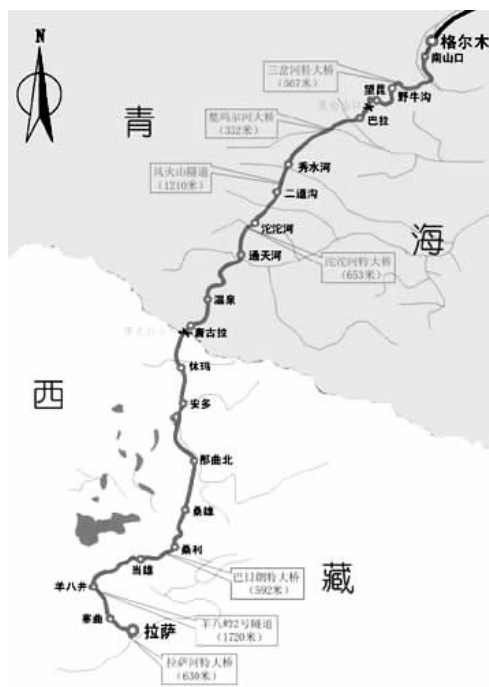 N
格尔木
南山口
三岔河特大桥
(567米)
望昆
野牛沟
青
楚玛尔河大桥
(332米)
巴拉
风火山隧道
(1210米)
秀水河
二道沟
海
沱沱河
通天河
沱沱河特大桥
(653米)
温泉
唐古拉
休玛
西
安多
那曲北
桑雄
桑利
当雄
羊八井
藏
(592米)
寨曲
拉萨
羊八岭2号隧道
(1720米)
拉萨河特大桥
(630米)